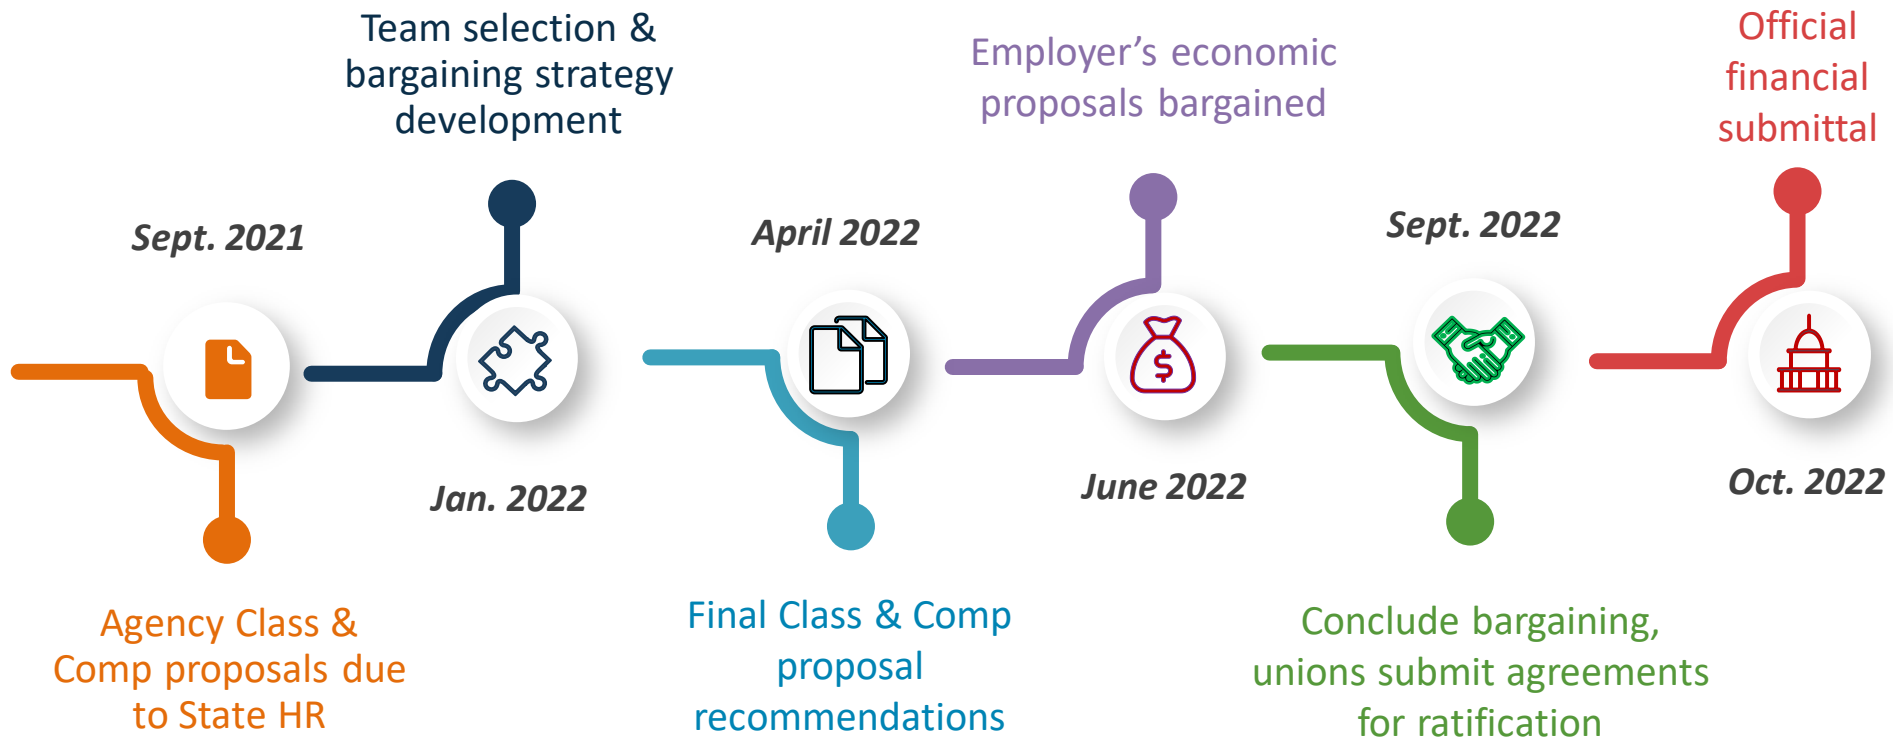 Sept. 2021
Agency Class &
Comp proposals due
to State HR
Team selection &
bargaining strategy
development
Jan. 2022
April 2022
Final Class & Comp
proposal
recommendations
Employer’s economic
proposals bargained
$
June 2022
Sept. 2022
Conclude bargaining,
unions submit agreements
for ratification
Official
financial
submittal
Oct. 2022